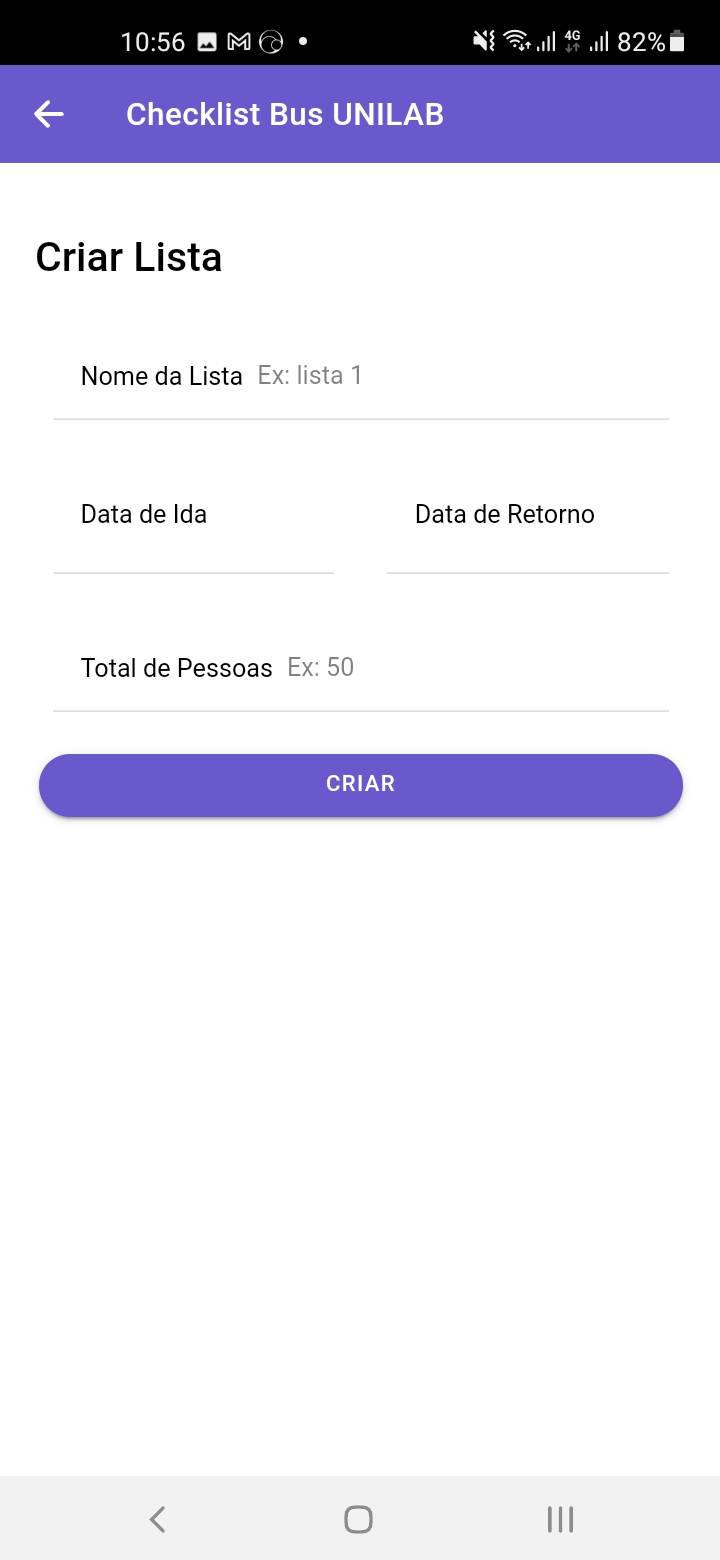 10:56 4G 82%
Checklist Bus UNILAB
Criar Lista
Nome da Lista Ex: lista 1
Data de Ida Data de Retorno
Total de Pessoas Ex: 50
CRIAR